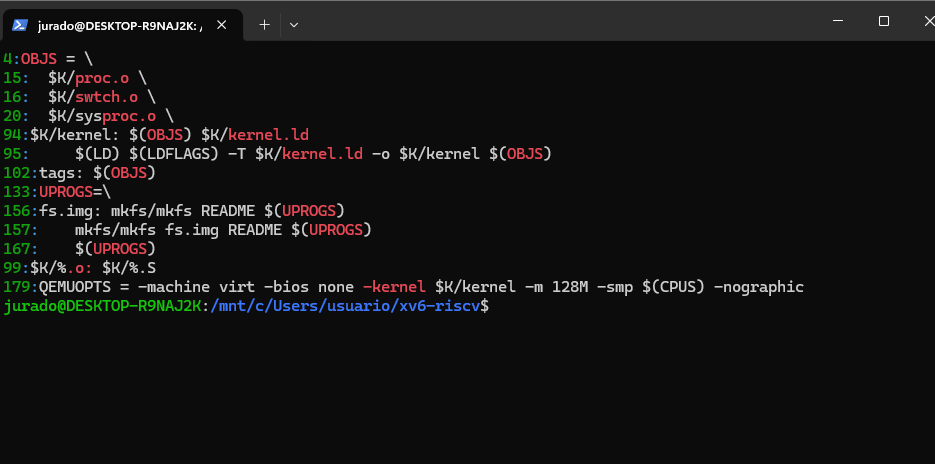 jurado@DESKTOP-R9NAJ2K: /
4:OBJS = \
15:  $K/proc.o \
16:  $K/swtch.o \
20:  $K/sysproc.o \
94:$K/kernel: $(OBJS) $K/kernel.ld
95:     $(LD) $(LDFLAGS) -T $K/kernel.ld -o $K/kernel $(OBJS)
102:tags: $(OBJS)
133:UPROGS=\
156:fs.img: mkfs/mkfs README $(UPROGS)
157:    mkfs/mkfs fs.img README $(UPROGS)
167:    $(UPROGS)
99:$K/%.o: $K/%.S
179:QEMUOPTS = -machine virt -bios none -kernel $K/kernel -m 128M -smp $(CPUS) -nographic
jurado@DESKTOP-R9NAJ2K:/mnt/c/Users/usuario/xv6-riscv$